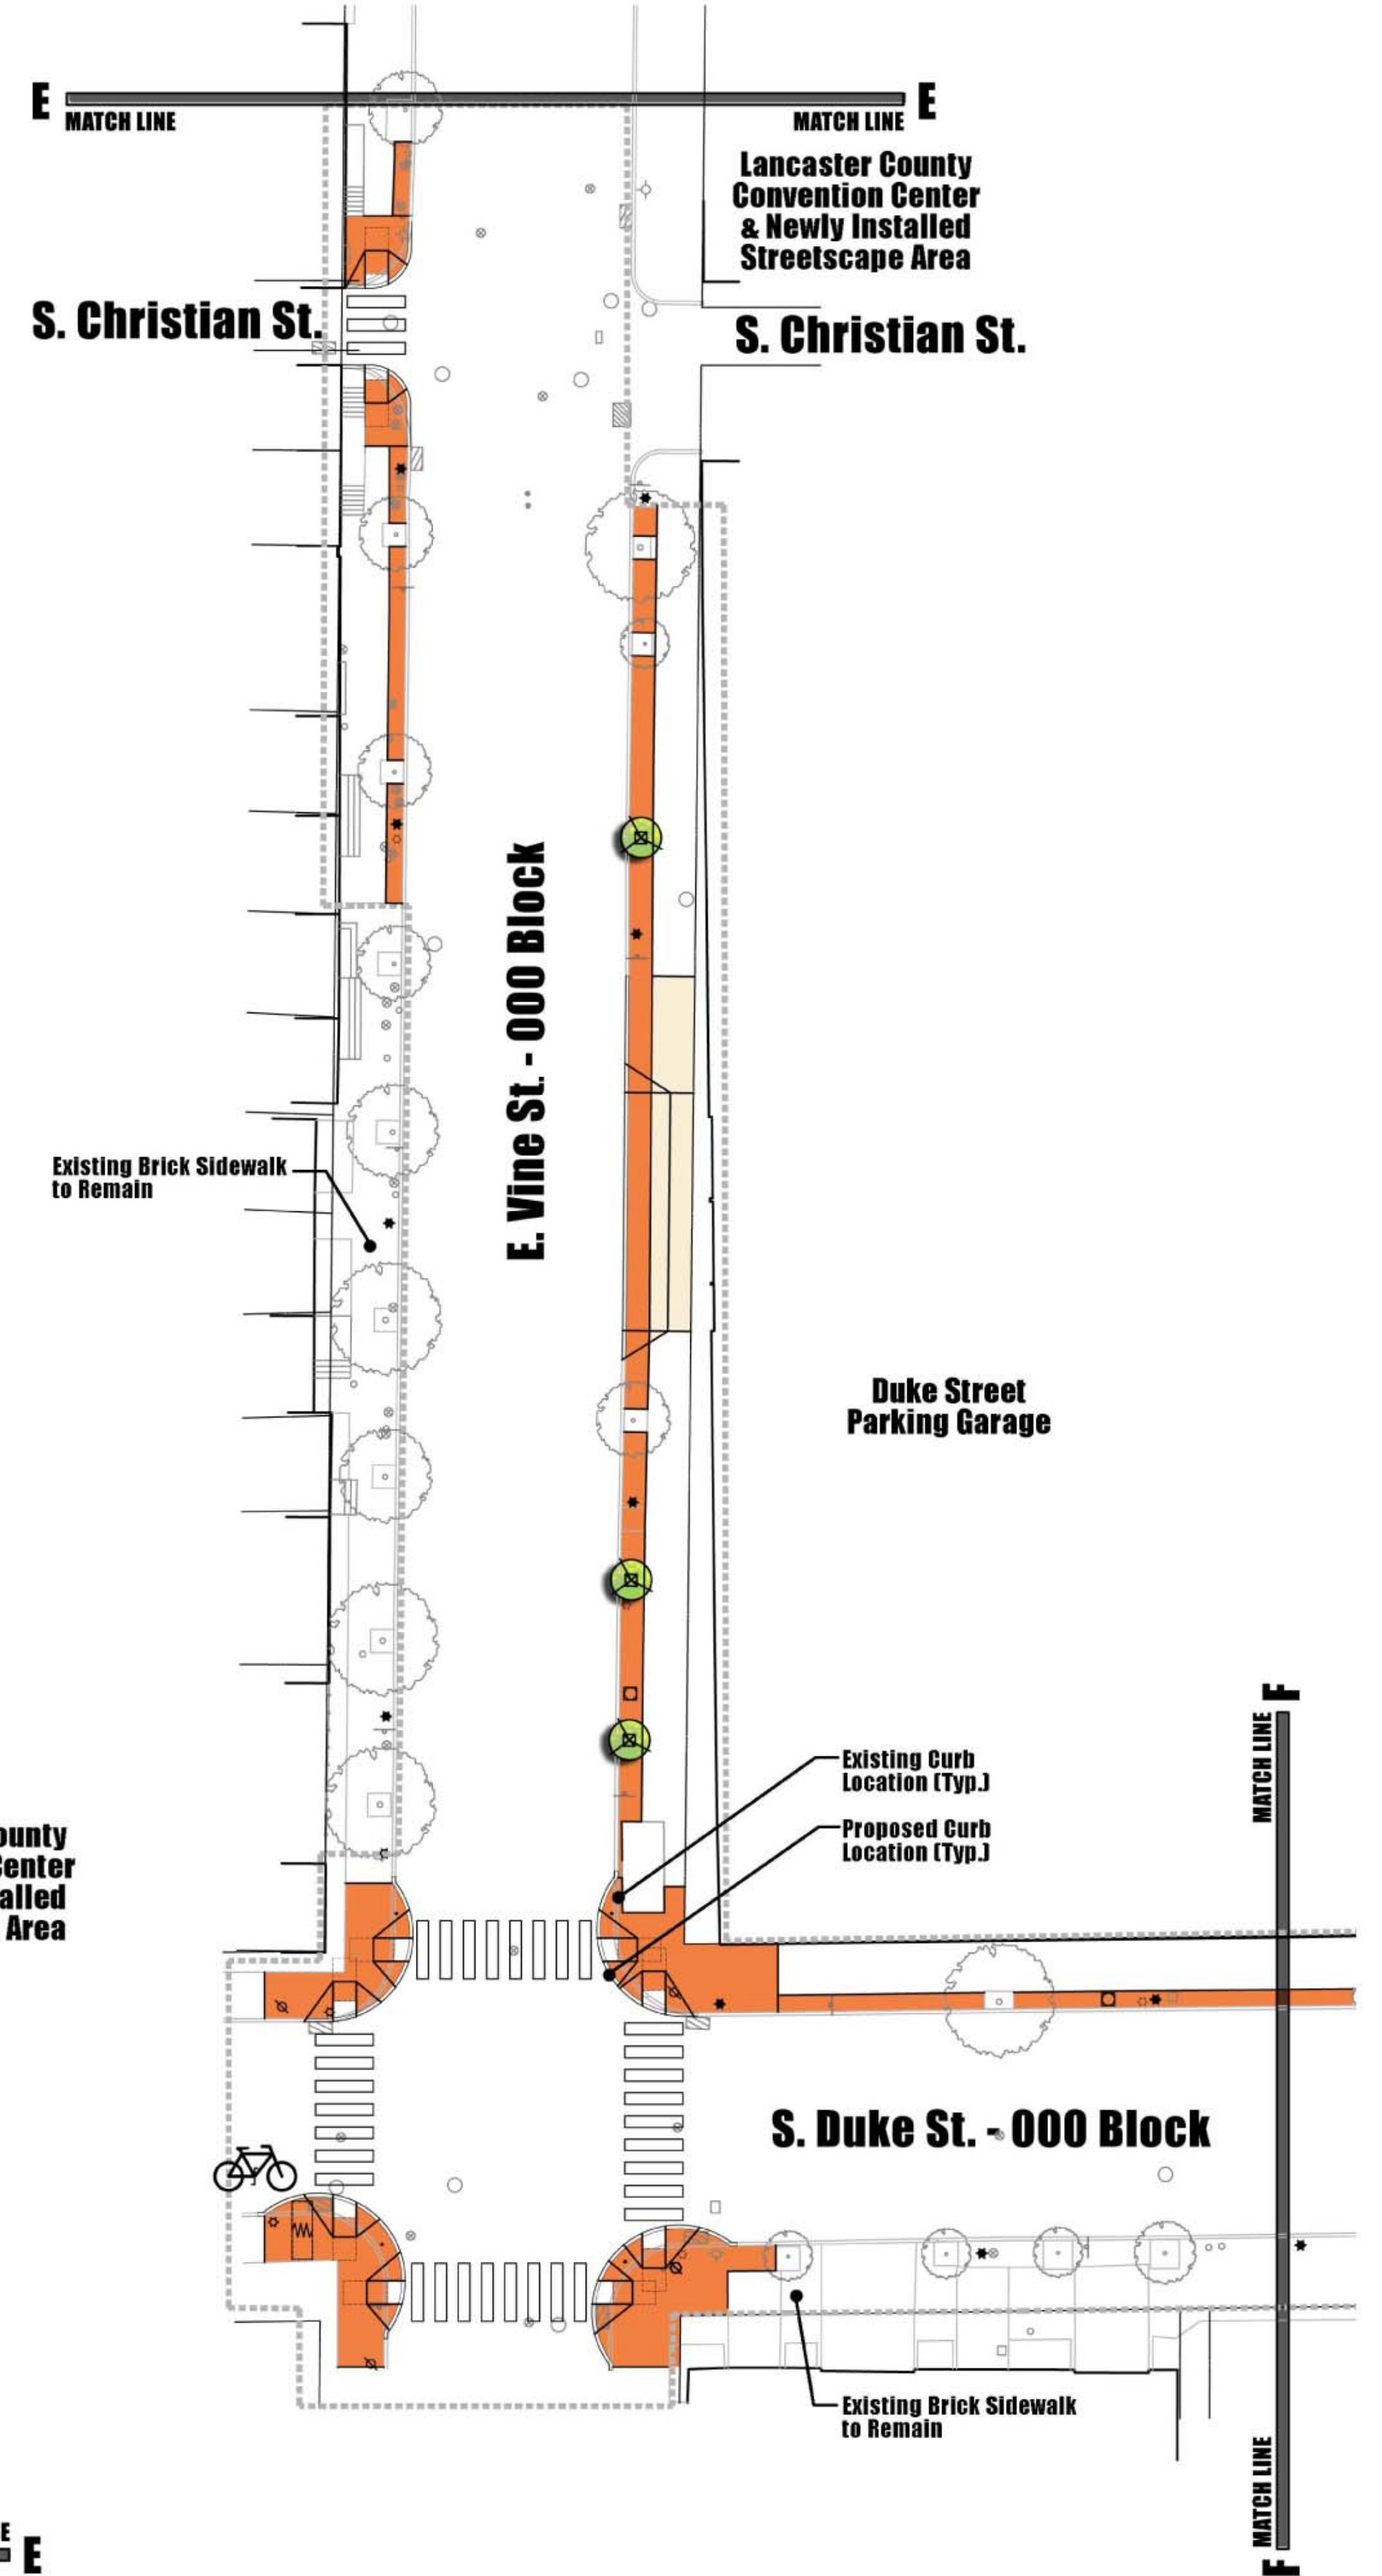 E
E
MATCH LINE
MATCH LINE
Lancaster County
Convention Center
& Newly Installed
Streetscape Area
S. Christian St.
S. Christian St.
E. Vine St. - 000 Block
Existing Brick Sidewalk
to Remain
Duke Street
Parking Garage
F
MATCH LINE
Existing Curb
Location (Typ.)
Proposed Curb
Location (Typ.)
ounty
Center
alled
Area
S. Duke St. - 000 Block
Existing Brick Sidewalk
to Remain
MATCH LINE
F
E
E